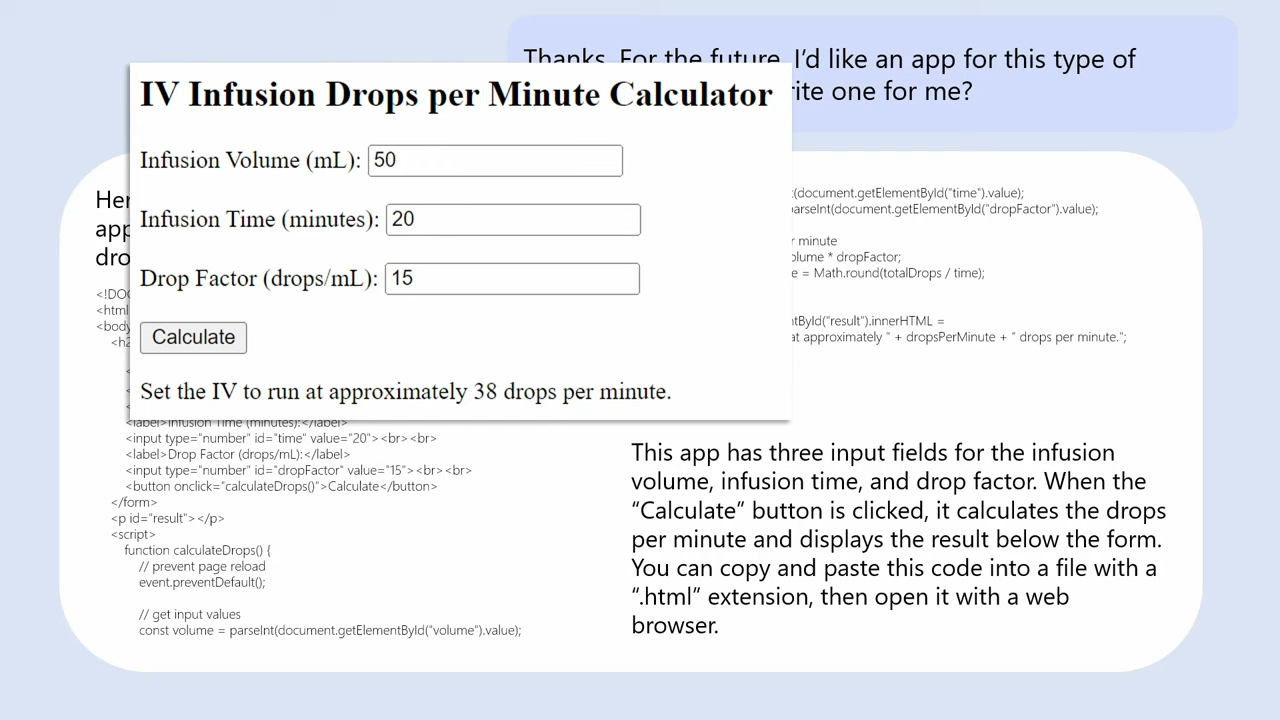 Thanks. For the future, I'd like an app for this type of
rite one for me?
IV Infusion Drops per Minute Calculator
Infusion Volume (mL): 50
Infusion Time (minutes): 20
Drop Factor (drops/mL): 15
Calculate
Set the IV to run at approximately 38 drops per minute.
Her
app
dro
<!DOC
<html
<body
<h2
<label>Infusion Time (minutes):</label>
<input type="number" id="time" value="20"><br><br>
<label>Drop Factor (drops/mL):</label>
<input type="number" id="dropFactor" value="15"><br><br>
<button onclick="calculateDrops()">Calculate</button>
</form>
<p id="result"></p>
<script>
function calculateDrops() {
// prevent page reload
event.preventDefault();
// get input values
const volume = parseInt(document.getElementById("volume").value);
t(document.getElementById("time").value);
arseInt(document.getElementById("dropFactor").value);
r minute
olume * dropFactor;
e = Math.round(totalDrops / time);
ntById("result").innerHTML =
at approximately " + dropsPerMinute + " drops per minute.";
This app has three input fields for the infusion
volume, infusion time, and drop factor. When the
“Calculate” button is clicked, it calculates the drops
per minute and displays the result below the form.
You can copy and paste this code into a file with a
“.html” extension, then open it with a web
browser.